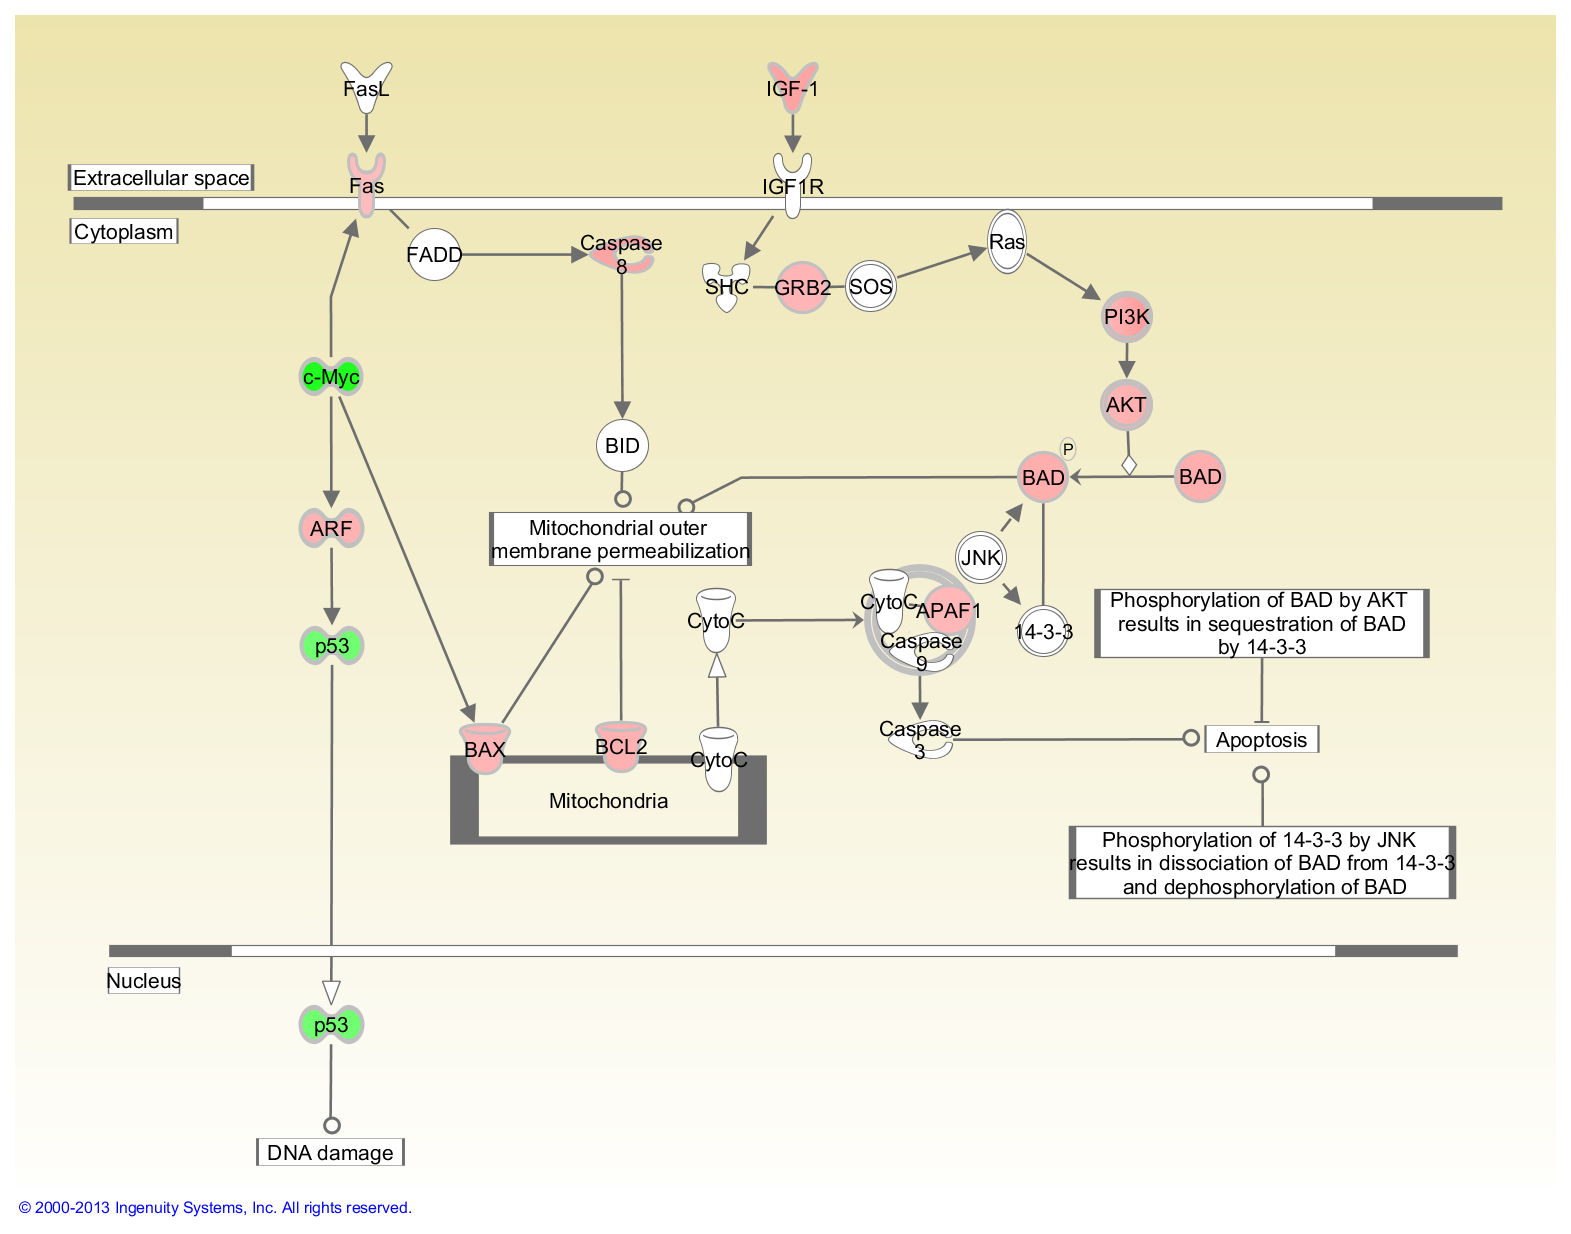 FasL
IGF-1
Extracellular space
Fas
IGF1R
Cytoplasm
FADD
Caspase
8
Ras
SHC
GRB2
SOS
PI3K
c-Myc
AKT
BID
P
BAD
BAD
ARF
Mitochondrial outer
membrane permeabilization
JNK
CytoC
CytoC
APAF1
Caspase
9
14-3-3
Phosphorylation of BAD by AKT
results in sequestration of BAD
by 14-3-3
p53
BAX
BCL2
CytoC
Caspase
3
Apoptosis
Mitochondria
Phosphorylation of 14-3-3 by JNK
results in dissociation of BAD from 14-3-3
and dephosphorylation of BAD
Nucleus
p53
DNA damage
© 2000-2013 Ingenuity Systems, Inc. All rights reserved.